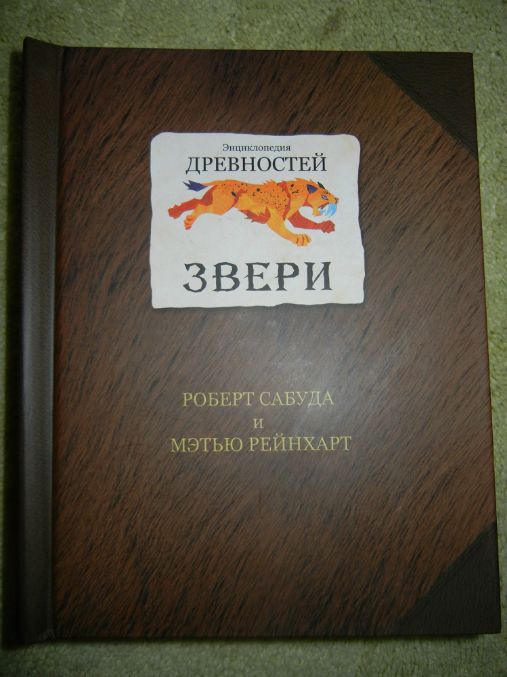 Энциклопедия
ДРЕВНОСТЕЙ
ЗВЕРИ
РОБЕРТ САБУДА
И
МЭТЬЮ РЕЙНХАРТ